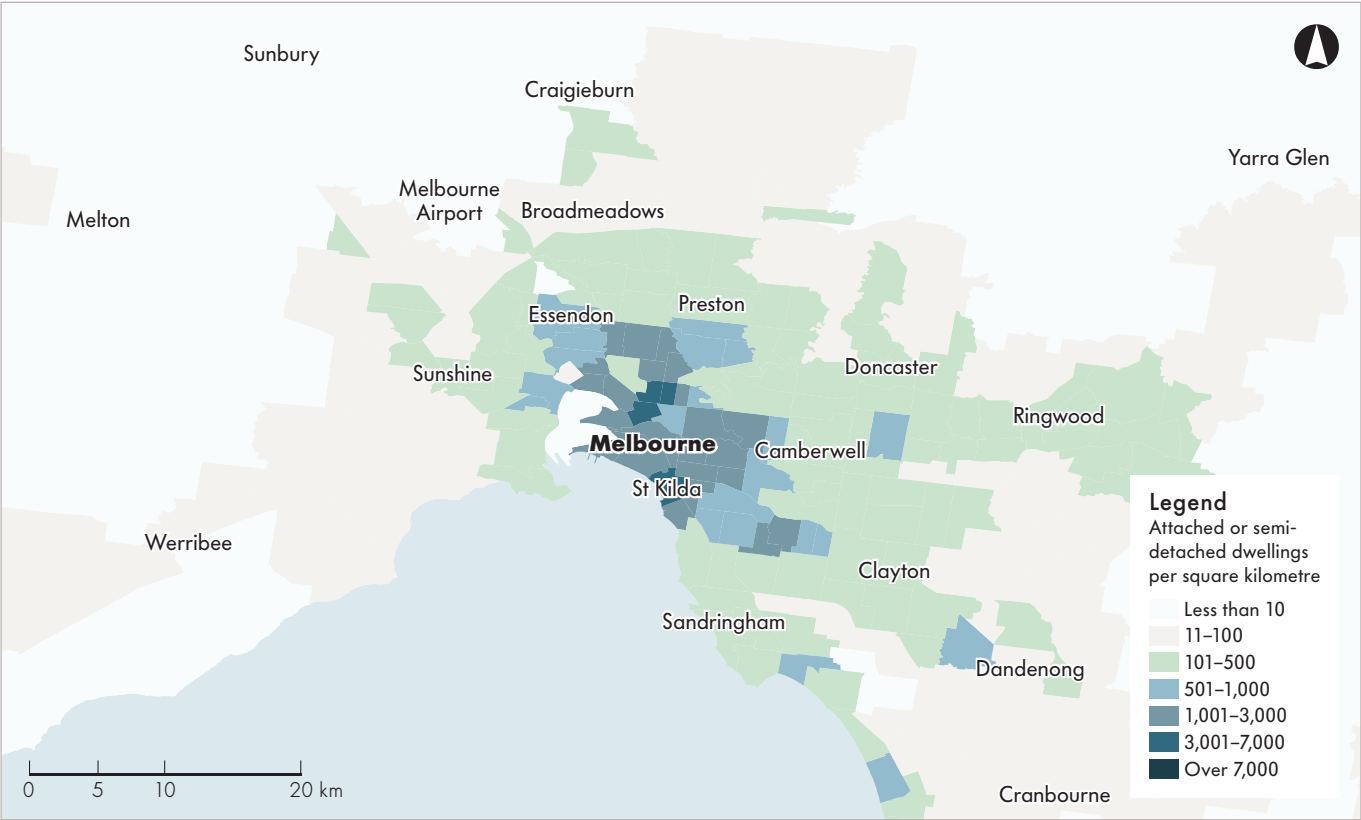 Sunbury
Craigieburn
Yarra Glen
Melbourne
Airport
Broadmeadows
Melton
Essendon
Preston
Sunshine
Doncaster
Ringwood
Melbourne
Camberwell
St Kilda
Werribee
Clayton
Sandringham
Dandenong
Cranbourne
Legend
Attached or semi-
detached dwellings
per square kilometre
Less than 10
11–100
101–500
501–1,000
1,001–3,000
3,001–7,000
Over 7,000
0 5 10 20 km